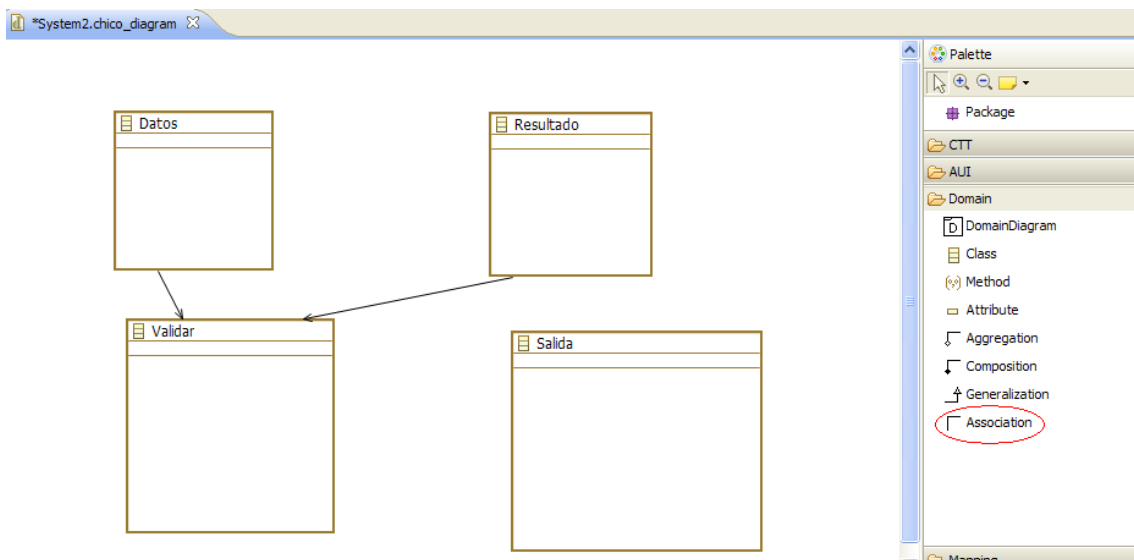 *System2.chico_diagram
Palette
Package
CTT
AUI
Domain
DomainDiagram
Class
Method
Attribute
Aggregation
Composition
Generalization
Association
Mapping
Datos
Resultado
Validar
Salida